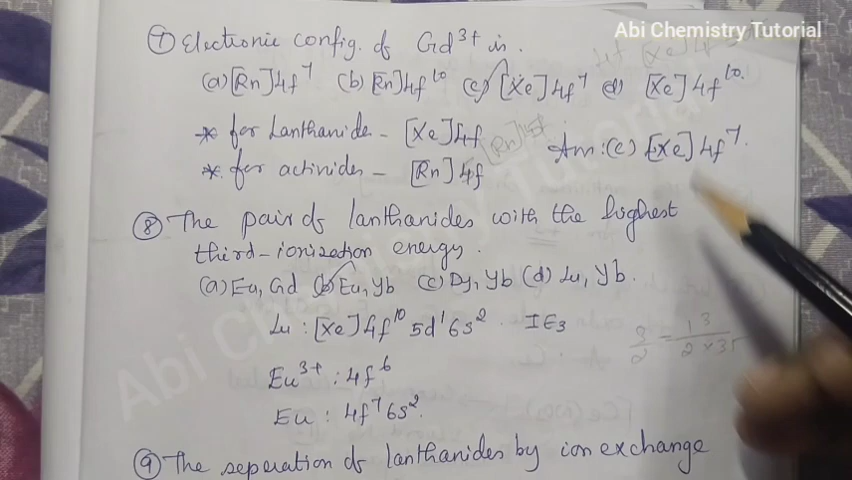 Abi Chemistry Tutorial
⑦ Electronic config. of Gd³⁺ is.
(a) [Rn]4f⁷ (b) [Rn]4f¹⁰ (c) [Xe]4f⁷ (d) [Xe]4f¹⁰.
* for Lanthanide - [Xe]4f
Ans: (c) [Xe]4f⁷.
* for actinides - [Rn]4f
⑧ The pair of lanthanides with the highest
third-ionization energy.
(a) Eu, Gd (b) Eu, Yb (c) Dy, Yb (d) Lu, Yb.
Lu : [Xe]4f¹⁰ 5d¹ 6s² IE₃
Eu³⁺ : 4f⁶
Eu : 4f⁷ 6s².
⑨ The seperation of lanthanides by ion exchange